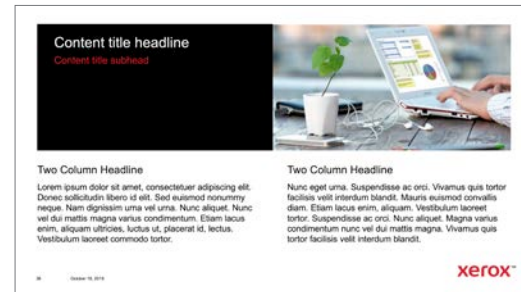 Content title headline
Content title subhead
Two Column Headline
Lorem ipsum dolor sit amet, consectetuer adipiscing elit.
Donec sollicitudin libero id elit. Sed euismod nonummy
neque. Nam dignissim urna vel urna. Nunc aliquet. Nunc
vel dui mattis magna varius condimentum. Etiam lacus
enim, aliquam ultricies, luctus ut, placerat id, lectus.
Vestibulum laoreet commodo tortor.
Two Column Headline
Nunc eget urna. Suspendisse ac orci. Vivamus quis tortor
facilisis velit interdum blandit. Mauris euismod convallis
diam. Etiam lacus enim, aliquam. Vestibulum laoreet
tortor. Suspendisse ac orci. Nunc aliquet. Magna varius
condimentum nunc vel dui mattis magna. Vivamus quis
tortor facilisis velit interdum blandit.
xerox™